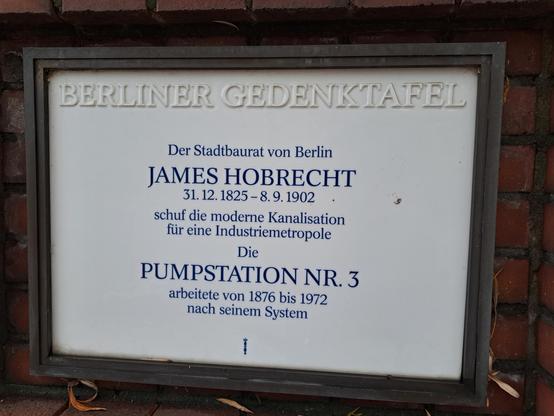 BERLINER GEDENKTAFEL
Der Stadtbaurat von Berlin
JAMES HOBRECHT
31. 12. 1825 – 8. 9. 1902
schuf die moderne Kanalisation
für eine Industriemetropole
Die
PUMPSTATION NR. 3
arbeitete von 1876 bis 1972
nach seinem System